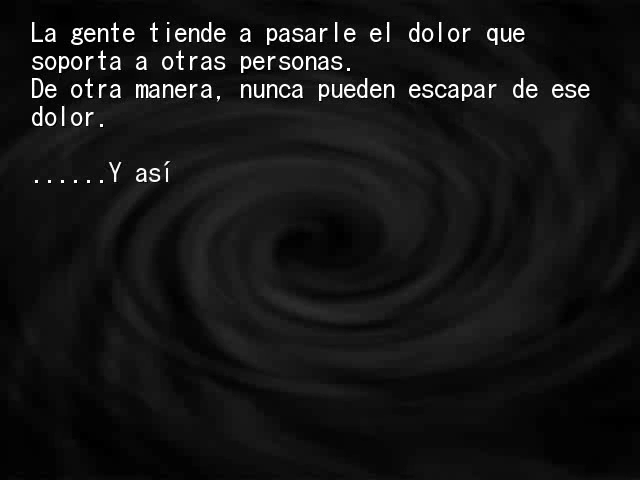 La gente tiende a pasarle el dolor que
soporta a otras personas.
De otra manera, nunca pueden escapar de ese
dolor.
......Y así